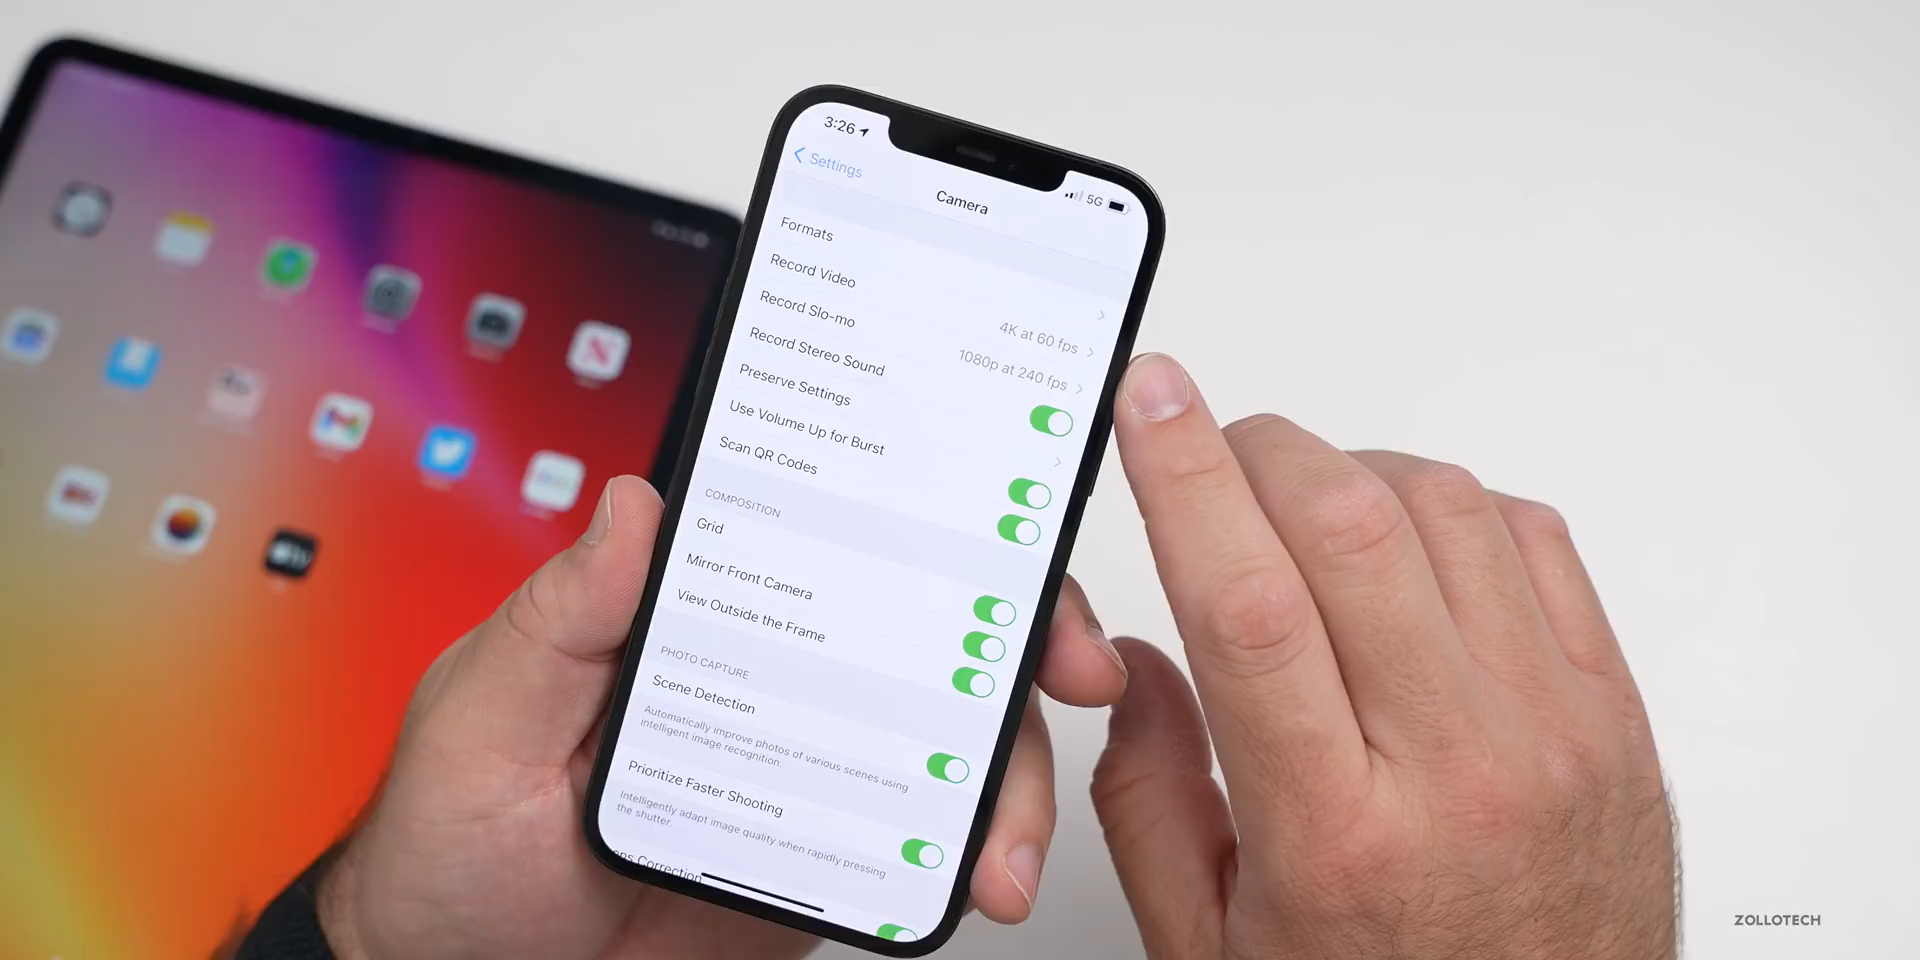 3:26
5G
Settings
Camera
Formats
Record Video
4K at 60 fps
Record Slo-mo
1080p at 240 fps
Record Stereo Sound
Preserve Settings
Use Volume Up for Burst
Scan QR Codes
COMPOSITION
Grid
Mirror Front Camera
View Outside the Frame
PHOTO CAPTURE
Scene Detection
Automatically improve photos of various scenes using
intelligent image recognition.
Prioritize Faster Shooting
Intelligently adapt image quality when rapidly pressing
the shutter.
Correction
ZOLLOTECH